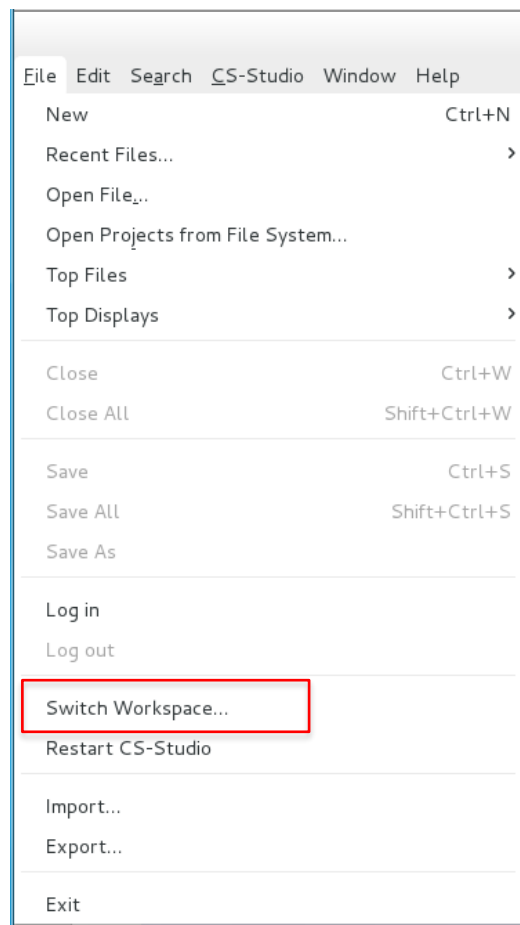 File Edit Search CS-Studio Window Help
New Ctrl+N
Recent Files...
Open File...
Open Projects from File System...
Top Files
Top Displays
Close Ctrl+W
Close All Shift+Ctrl+W
Save Ctrl+S
Save All Shift+Ctrl+S
Save As
Log in
Log out
Switch Workspace...
Restart CS-Studio
Import...
Export...
Exit